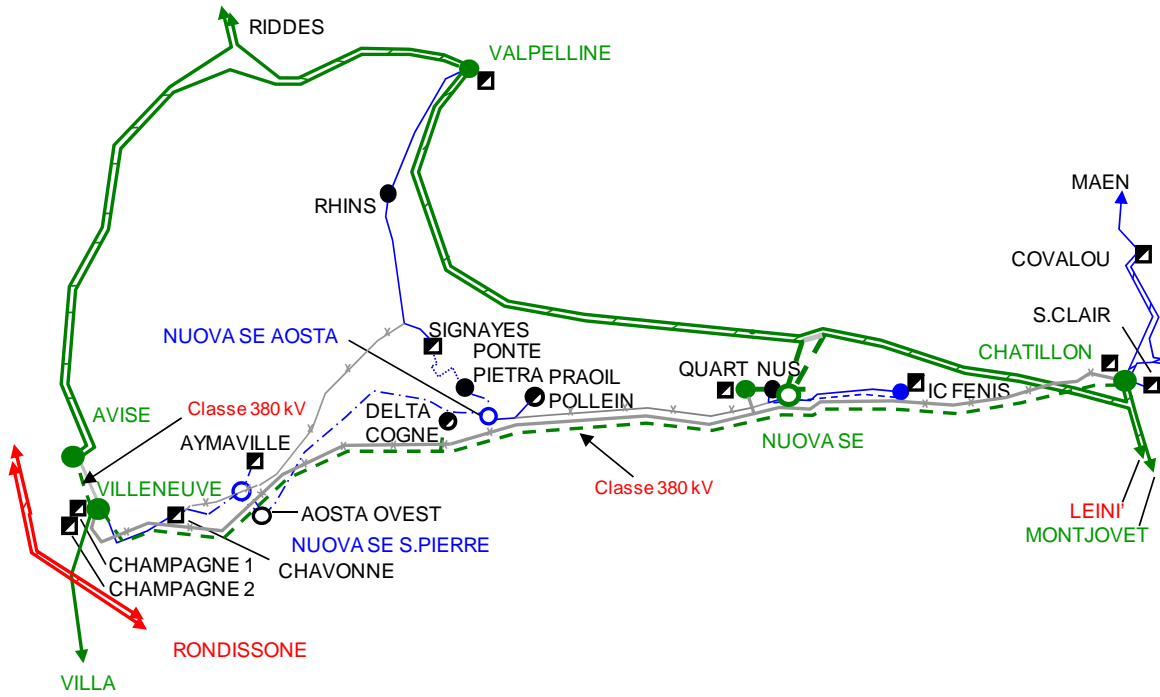 RIDDES
VALPELLINE
MAEN
RHINS
COVALOU
S.CLAIR
NUOVA SE AOSTA
SIGNAYES
PONTE
PIETRA
PRAOIL
POLLEIN
QUART
NUS
CHATILLON
IC FENIS
AVISE
Classe 380 kV
DELTA
COGNE
AYMAVILLE
NUOVA SE
VILLENEUVE
Classe 380 kV
AOSTA OVEST
LEINI'
MONTJOVET
NUOVA SE S.PIERRE
CHAMPAGNE 1
CHAVONNE
CHAMPAGNE 2
RONDISSONE
VILLA